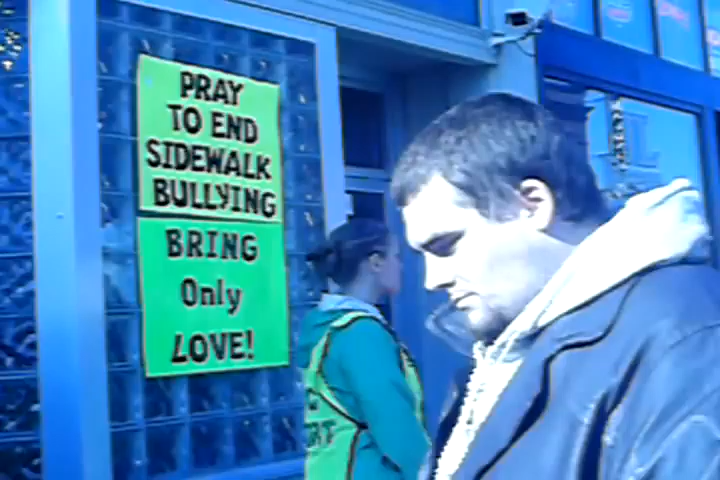 PRAY
TO END
SIDEWALK
BULLYING
BRING
Only
LOVE!